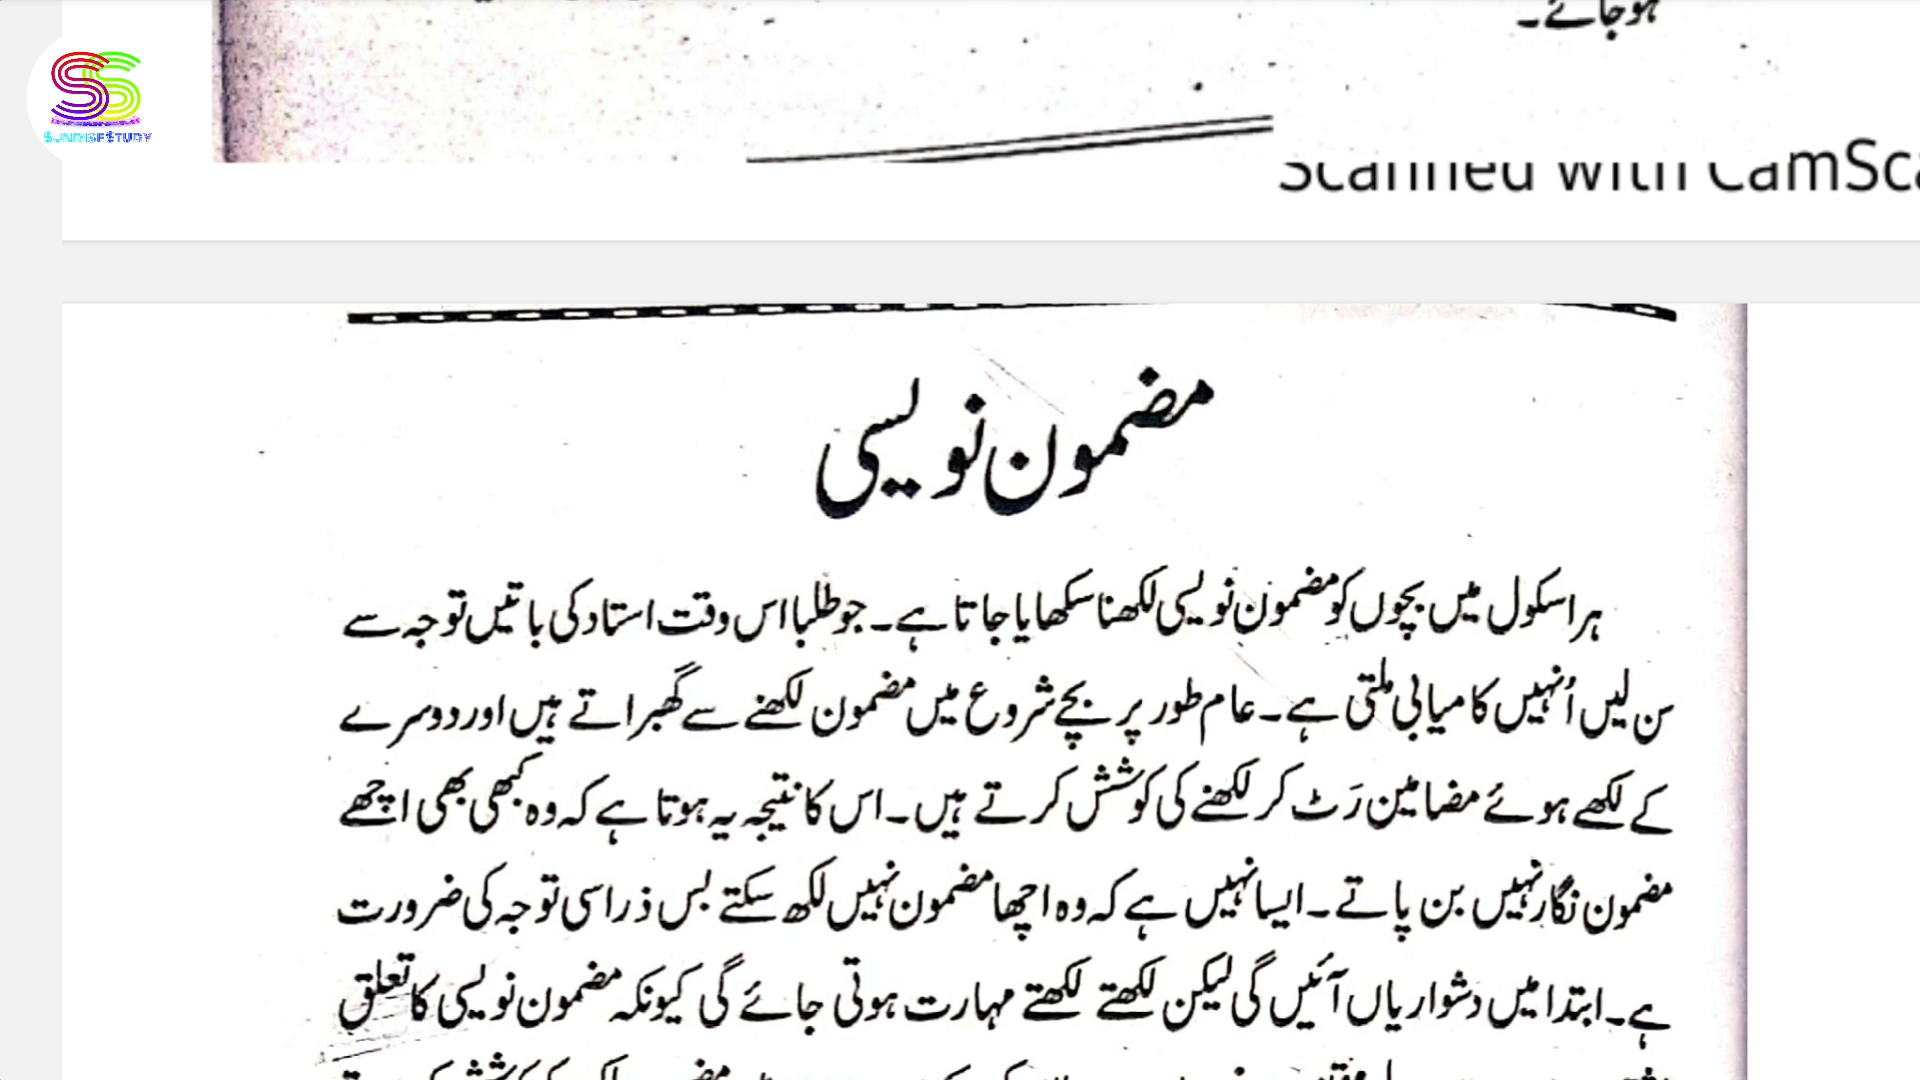 ہوجائے۔
SS
SUNRISESTUDY
Scanned with CamSca
مضمون نویسی
ہر اسکول میں بچوں کو مضمون نویسی لکھنا سکھایا جاتا ہے۔ جو طلبا اس وقت استاد کی باتیں توجہ سے
سن لیں اُنہیں کامیابی ملتی ہے۔ عام طور پر بچے شروع میں مضمون لکھنے سے گھبراتے ہیں اور دوسرے
کے لکھے ہوئے مضامین رَٹ کر لکھنے کی کوشش کرتے ہیں۔ اس کا نتیجہ یہ ہوتا ہے کہ وہ کبھی بھی اچھے
مضمون نگار نہیں بن پاتے۔ ایسا نہیں ہے کہ وہ اچھا مضمون نہیں لکھ سکتے بس ذرا سی توجہ کی ضرورت
ہے۔ ابتدا میں دشواریاں آئیں گی لیکن لکھتے لکھتے مہارت ہوتی جائے گی کیونکہ مضمون نویسی کا تعلق